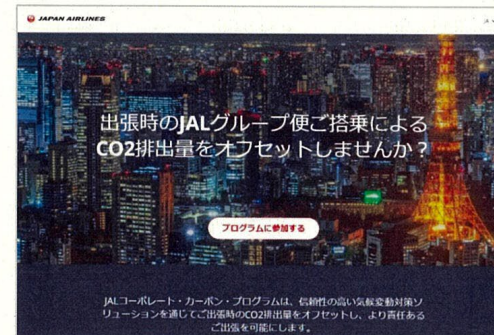 JAPAN AIRLINES
出張時のJALグループ便ご搭乗による
CO2排出量をオフセットしませんか？
プログラムに参加する
JALコーポレート・カーボン・プログラムは、信頼性の高い気候変動対策ソ
リューションを通じてご出張時のCO2排出量をオフセットし、より責任ある
ご出張を可能にします。